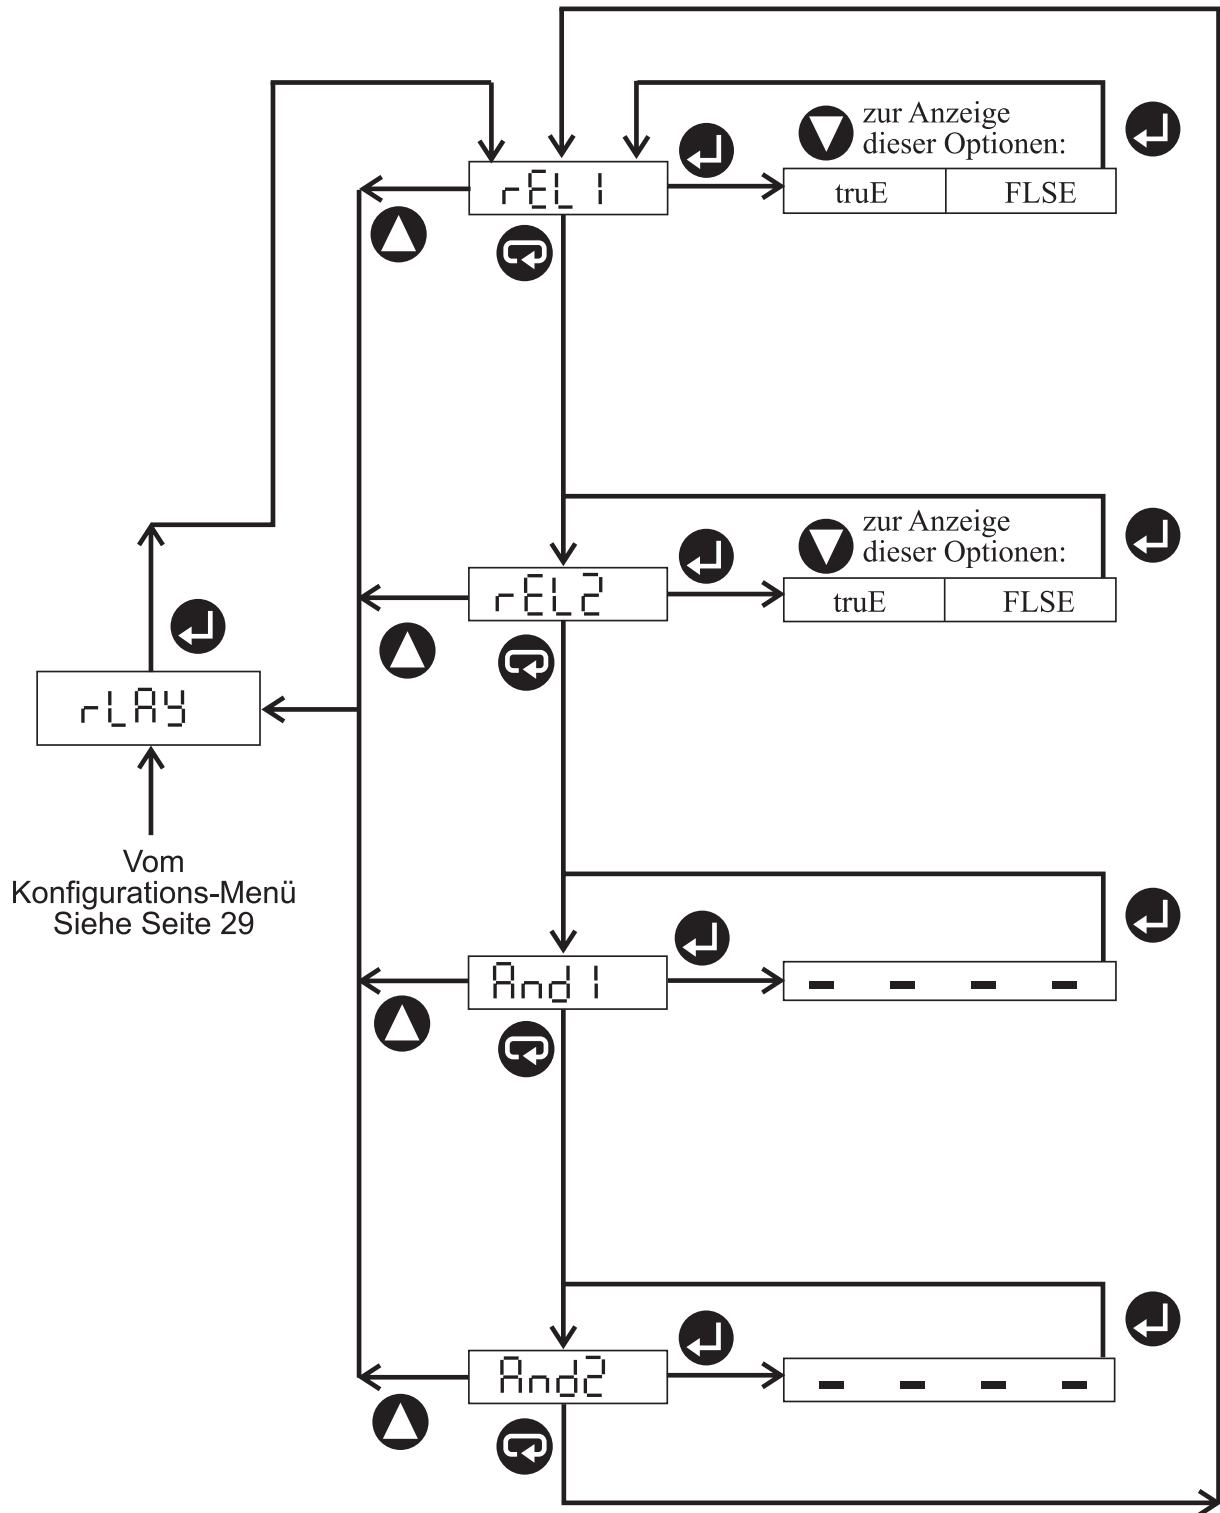 zur Anzeige
dieser Optionen:
rEL1
truE FLSE
zur Anzeige
dieser Optionen:
rEL2
truE FLSE
rLAY
Vom
Konfigurations-Menü
Siehe Seite 29
And1
- - - -
And2
- - - -